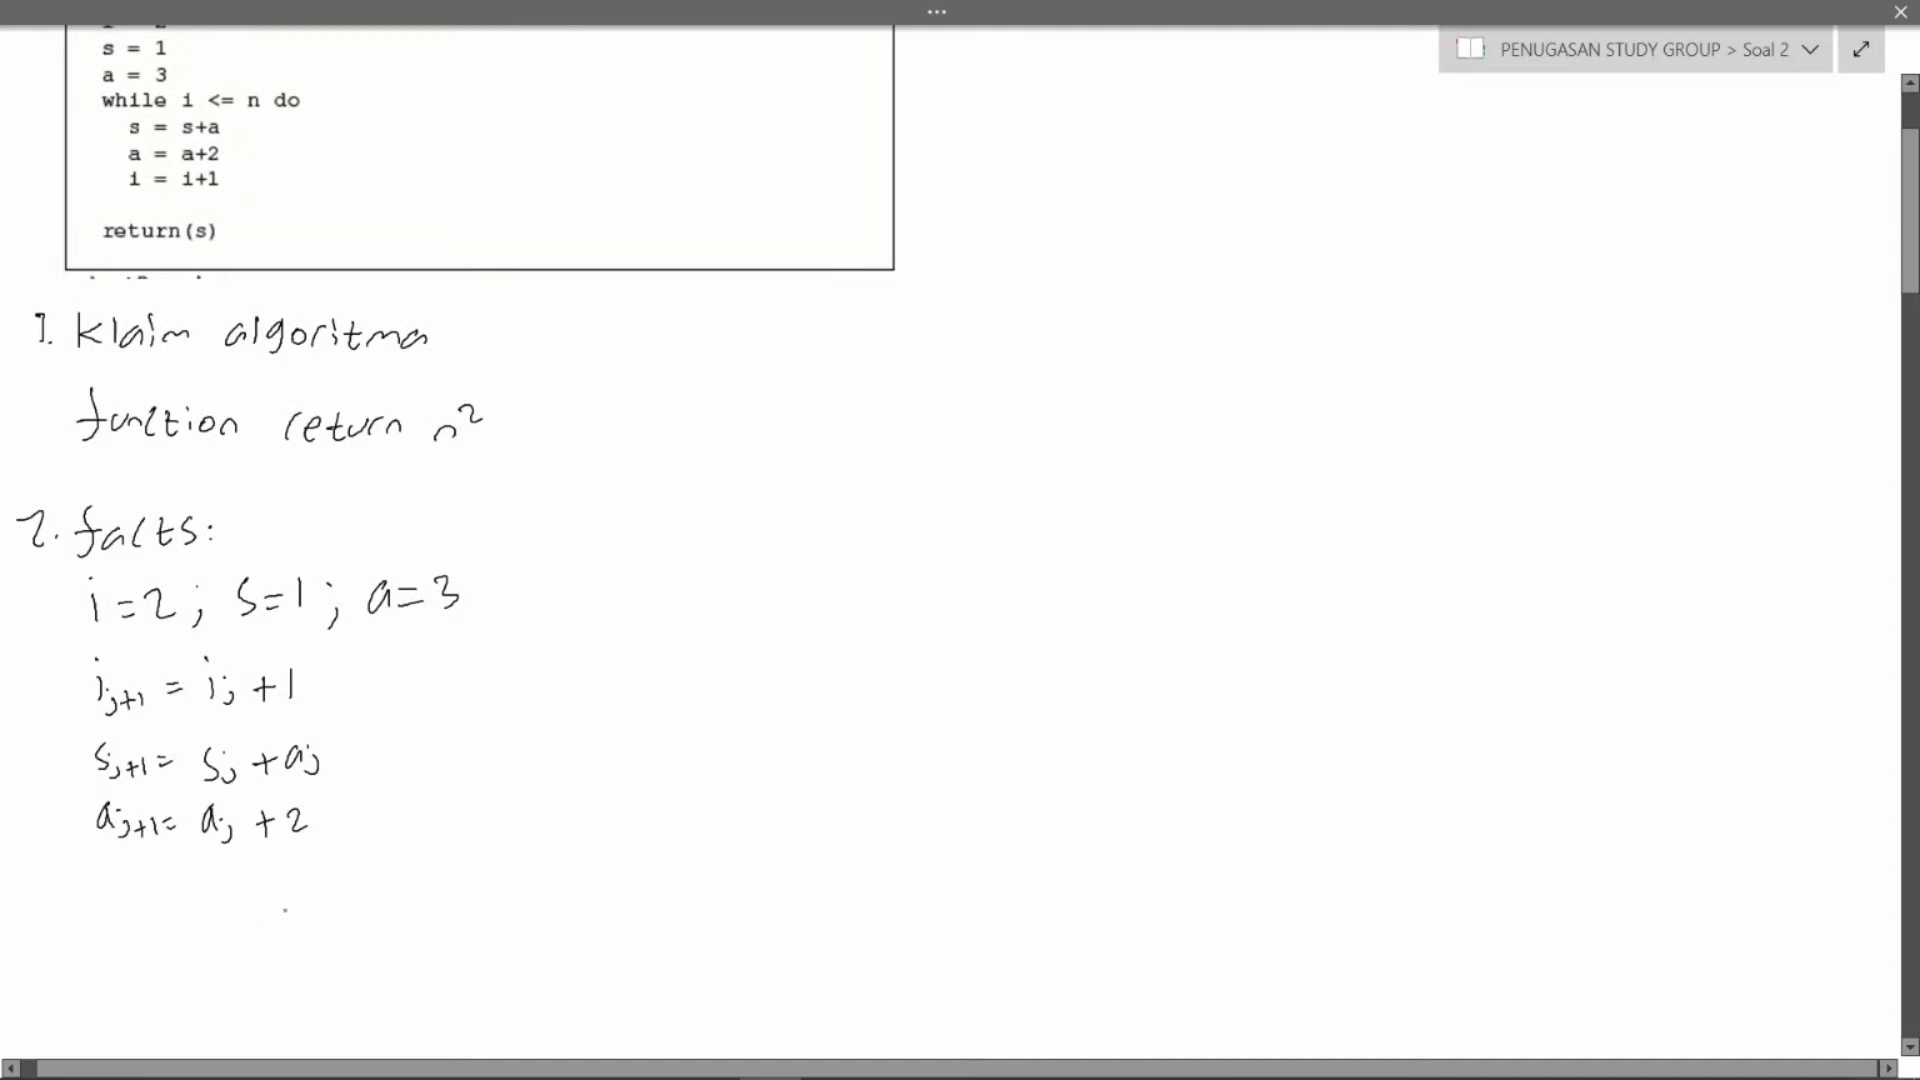 PENUGASAN STUDY GROUP > Soal 2
s = 1
a = 3
while i <= n do
s = s+a
a = a+2
i = i+1
return(s)
1. klaim algoritma
function return n²
2. facts:
i=2; s=1; a=3
i_{j+1} = i_j +1
s_{j+1} = s_j + a_j
a_{j+1} = a_j + 2